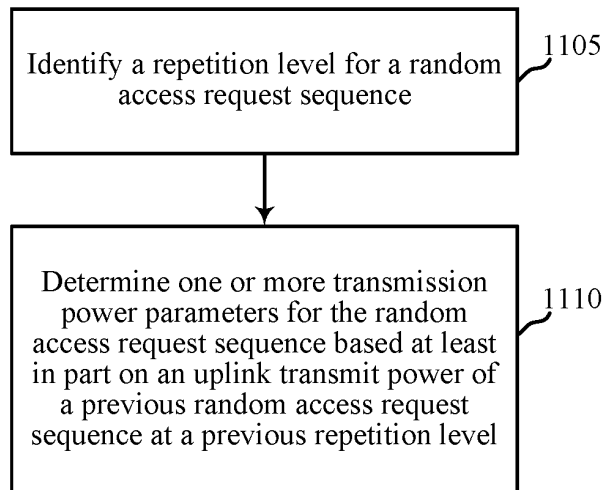 1105
Identify a repetition level for a random
access request sequence
1110
Determine one or more transmission
power parameters for the random
access request sequence based at least
in part on an uplink transmit power of
a previous random access request
sequence at a previous repetition level